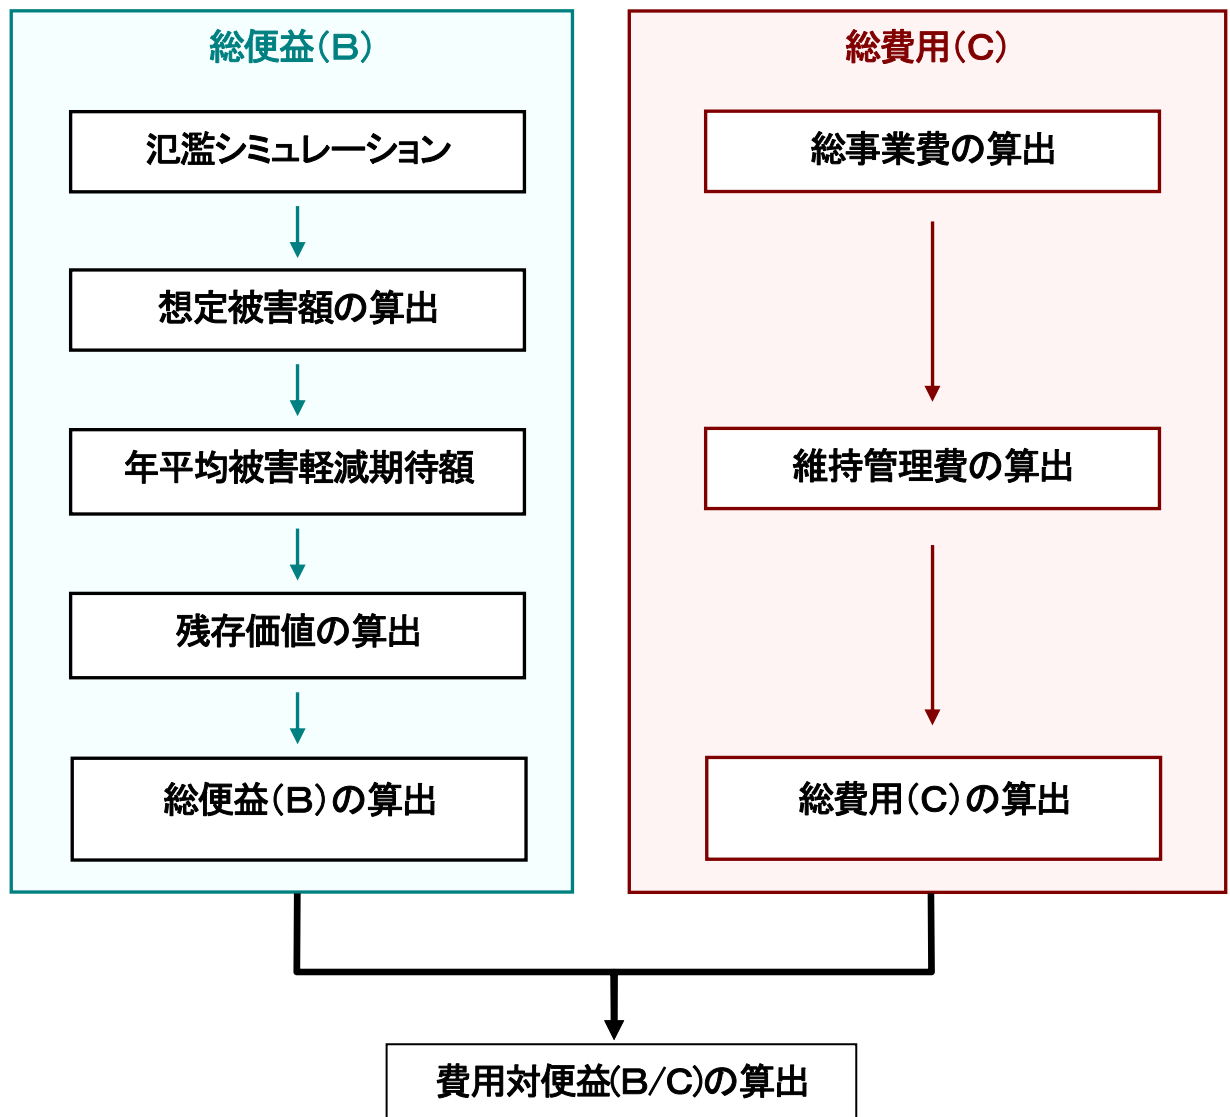 総便益(B)
氾濫シミュレーション
想定被害額の算出
年平均被害軽減期待額
残存価値の算出
総便益(B)の算出
総費用(C)
総事業費の算出
維持管理費の算出
総費用(C)の算出
費用対便益(B/C)の算出